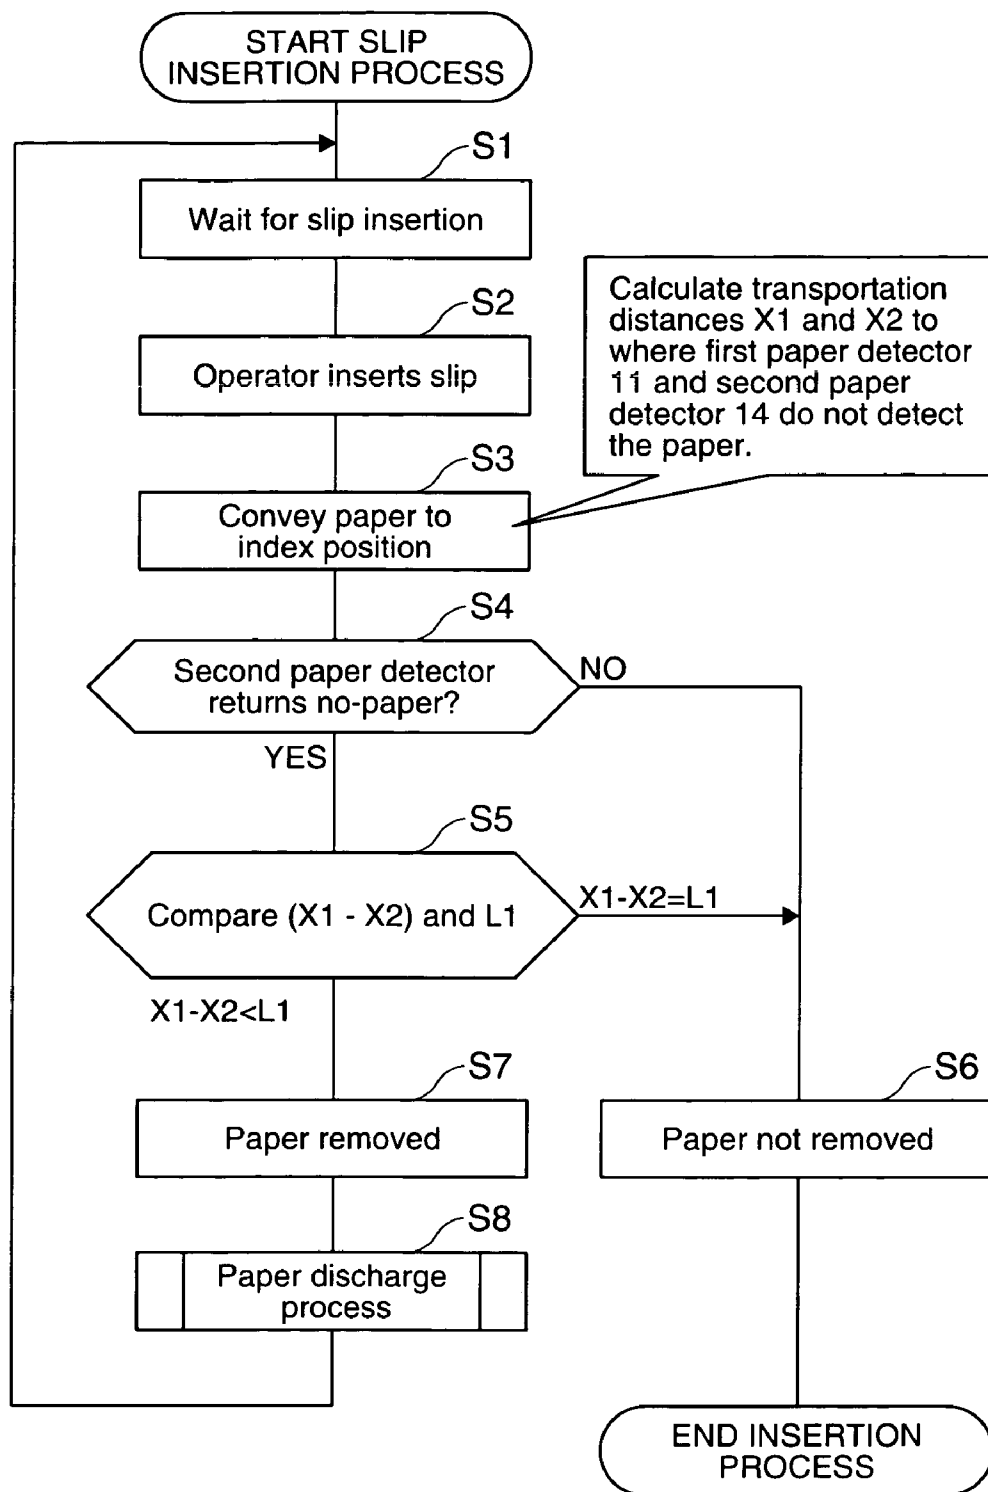 START SLIP
INSERTION PROCESS
S1
Wait for slip insertion
S2
Operator inserts slip
Calculate transportation
distances X1 and X2 to
where first paper detector
11 and second paper
detector 14 do not detect
the paper.
S3
Convey paper to
index position
S4
Second paper detector
returns no-paper?
NO
YES
S5
Compare (X1 - X2) and L1
X1-X2=L1
X1-X2<L1
S7
Paper removed
S6
Paper not removed
S8
Paper discharge
process
END INSERTION
PROCESS